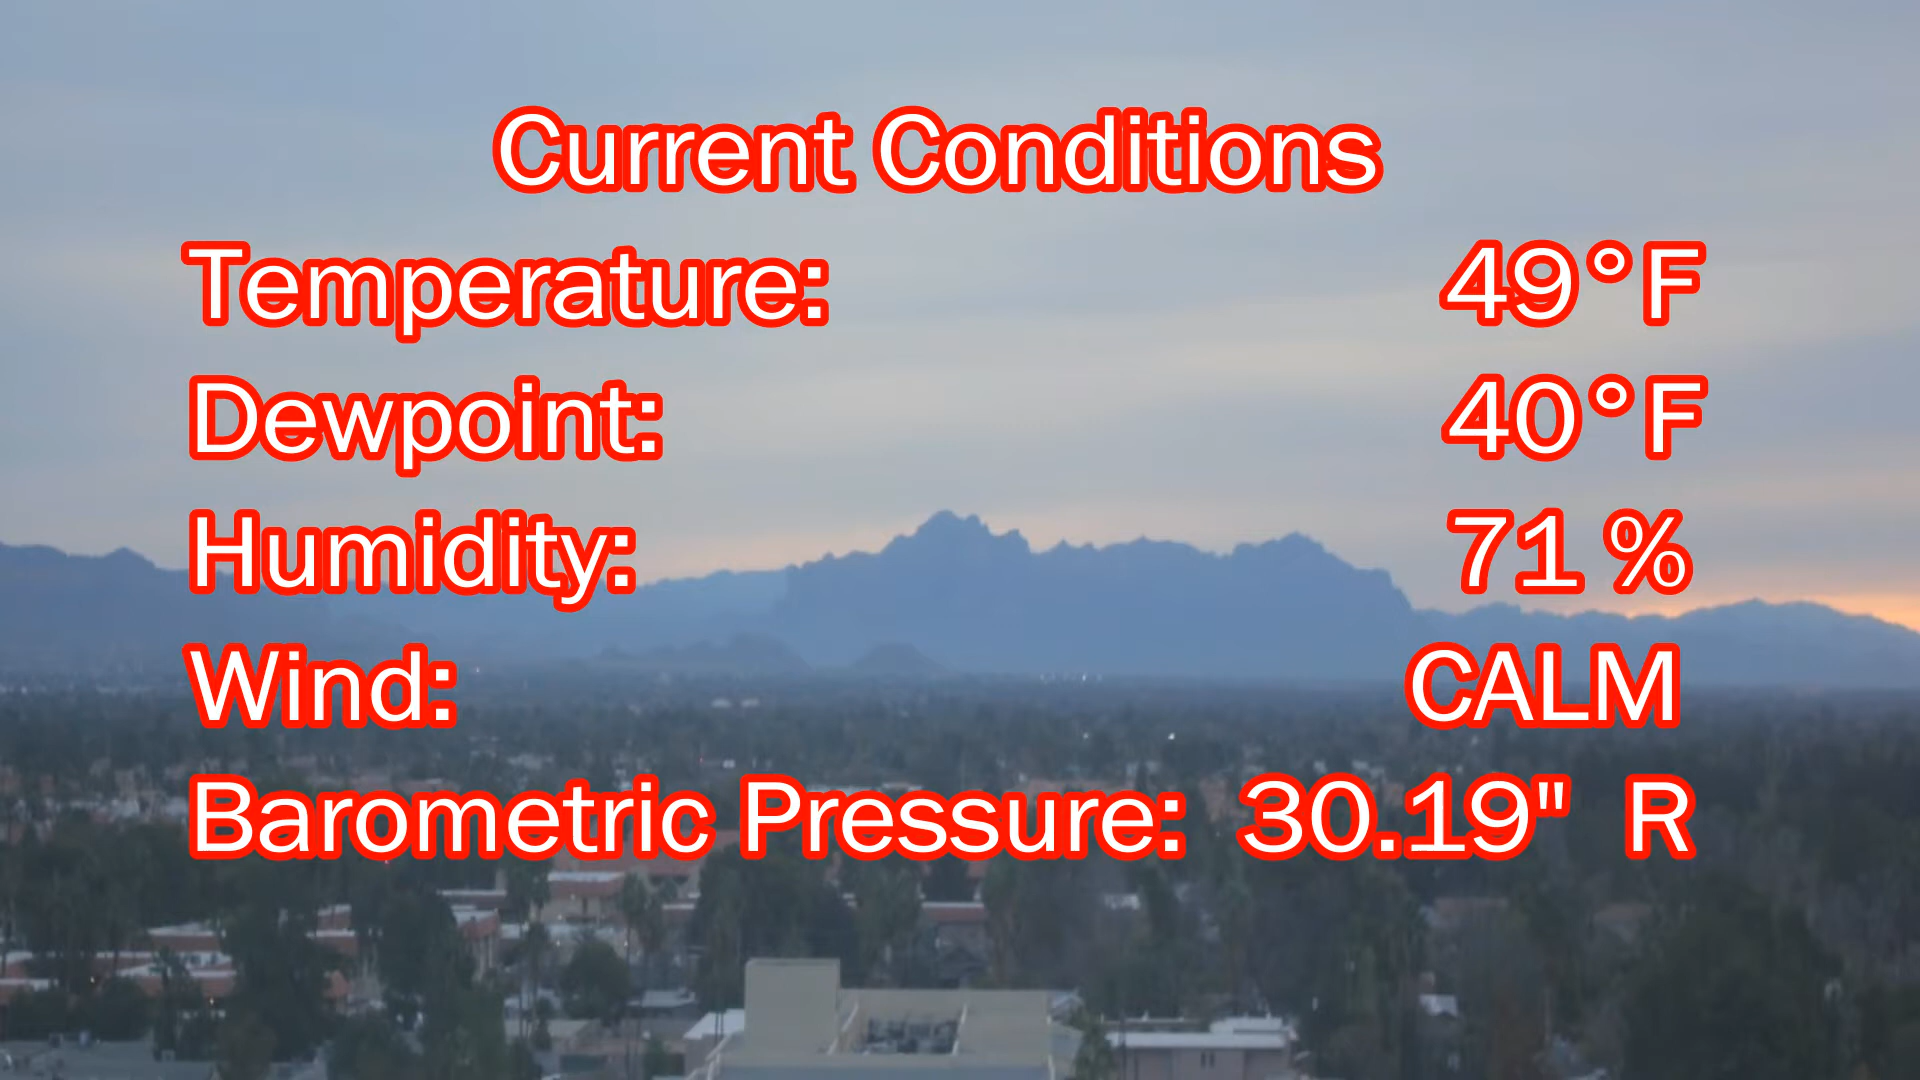 Current Conditions
Temperature: 49°F
Dewpoint: 40°F
Humidity: 71 %
Wind: CALM
Barometric Pressure: 30.19" R